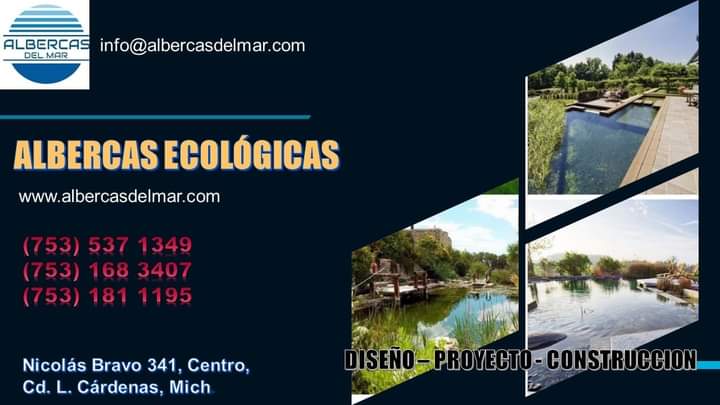 ALBERCAS
DEL MAR
info@albercasdelmar.com
ALBERCAS ECOLÓGICAS
www.albercasdelmar.com
(753) 537 1349
(753) 168 3407
(753) 181 1195
Nicolás Bravo 341, Centro,
Cd. L. Cárdenas, Mich.
DISEÑO – PROYECTO - CONSTRUCCION